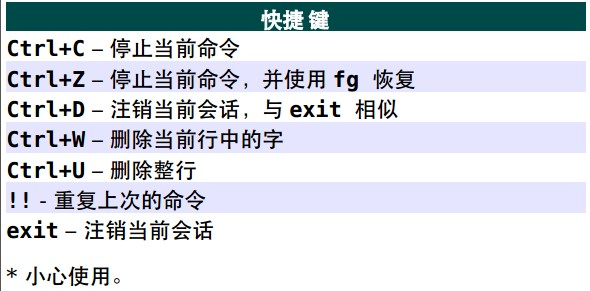 快捷键
Ctrl+C – 停止当前命令
Ctrl+Z – 停止当前命令，并使用 fg 恢复
Ctrl+D – 注销当前会话，与 exit 相似
Ctrl+W – 删除当前行中的字
Ctrl+U – 删除整行
!! - 重复上次的命令
exit – 注销当前会话
* 小心使用。